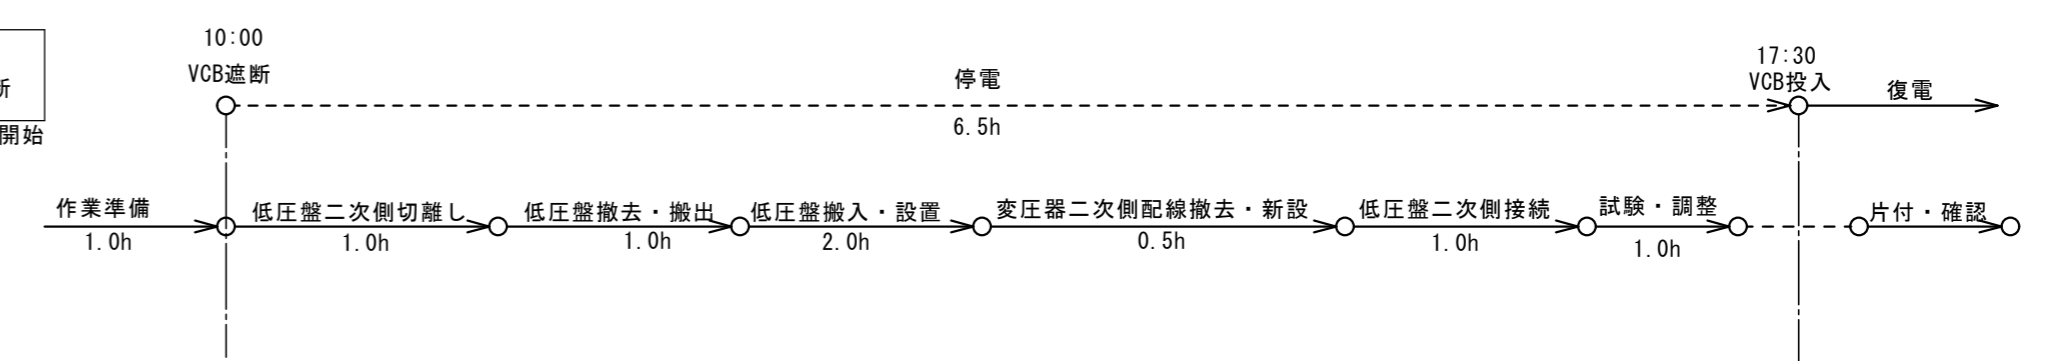 10:00
VCB遮断
断
開始
停電
6.5h
17:30
VCB投入
復電
作業準備
1.0h
低圧盤二次側切離し
1.0h
低圧盤撤去・搬出
1.0h
低圧盤搬入・設置
2.0h
変圧器二次側配線撤去・新設
0.5h
低圧盤二次側接続
1.0h
試験・調整
1.0h
片付・確認